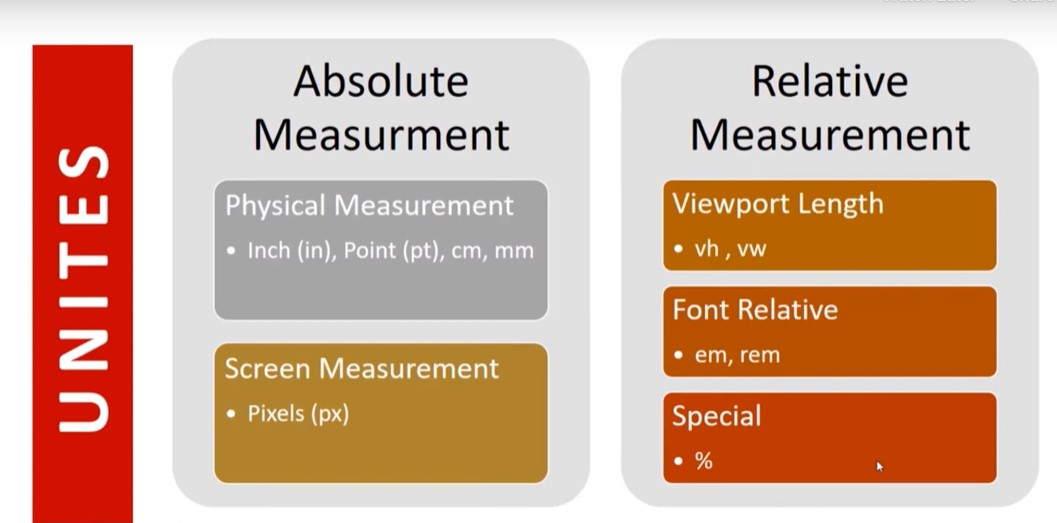 UNITES
Absolute
Measurment
Physical Measurement
• Inch (in), Point (pt), cm, mm
Screen Measurement
• Pixels (px)
Relative
Measurement
Viewport Length
• vh , vw
Font Relative
• em, rem
Special
• %